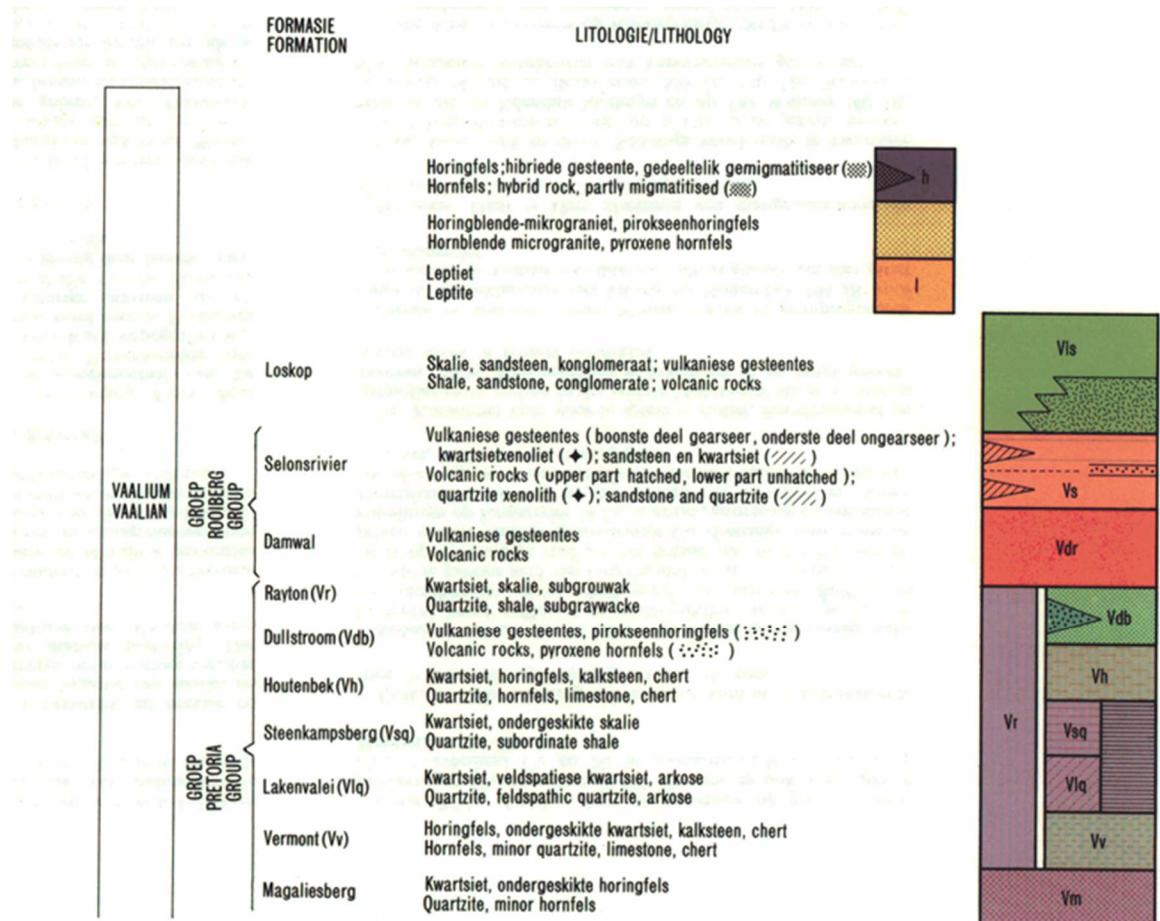 FORMASIE
FORMATION
LITOLOGIE/LITHOLOGY
Horingfels;hibriede gesteente, gedeeltelik gemigmatitiseer ( )
Hornfels; hybrid rock, partly migmatitised ( )
h
Horingblende-mikrograniet, pirokseenhoringfels
Hornblende microgranite, pyroxene hornfels
Leptiet
Leptite
l
Loskop
Skalie, sandsteen, konglomeraat; vulkaniese gesteentes
Shale, sandstone, conglomerate; volcanic rocks
Vls
VAALIUM
VAALIAN
GROEP
ROOIBERG
GROUP
Selonsrivier
Vulkaniese gesteentes (boonste deel gearseer, onderste deel ongearseer);
kwartsietxenoliet (✦); sandsteen en kwartsiet (////)
Volcanic rocks (upper part hatched, lower part unhatched);
quartzite xenolith (✦); sandstone and quartzite (////)
Vs
Damwal
Vulkaniese gesteentes
Volcanic rocks
Vdr
GROEP
PRETORIA
GROUP
Rayton (Vr)
Kwartsiet, skalie, subgrouwak
Quartzite, shale, subgraywacke
Vr
Dullstroom (Vdb)
Vulkaniese gesteentes, pirokseenhoringfels ( )
Volcanic rocks, pyroxene hornfels ( )
Vdb
Houtenbek (Vh)
Kwartsiet, horingfels, kalksteen, chert
Quartzite, hornfels, limestone, chert
Vh
Steenkampsberg (Vsq)
Kwartsiet, ondergeskikte skalie
Quartzite, subordinate shale
Vsq
Lakenvalei (Vlq)
Kwartsiet, veldspatiese kwartsiet, arkose
Quartzite, feldspathic quartzite, arkose
Vlq
Vermont (Vv)
Horingfels, ondergeskikte kwartsiet, kalksteen, chert
Hornfels, minor quartzite, limestone, chert
Vv
Magaliesberg
Kwartsiet, ondergeskikte horingfels
Quartzite, minor hornfels
Vm